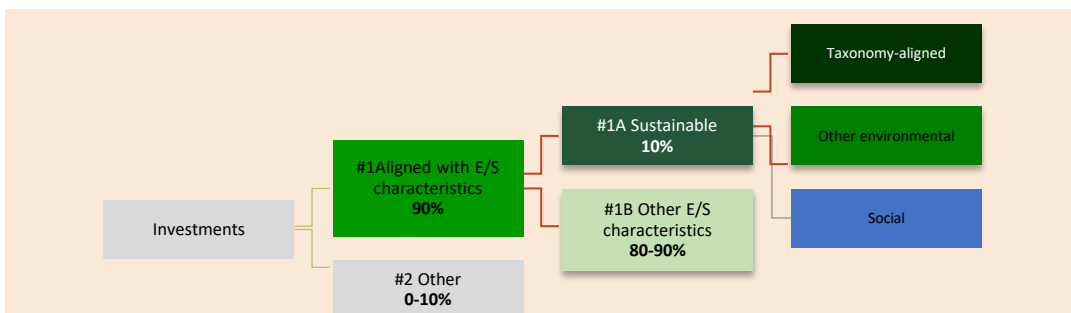 Investments
#1Aligned with E/S
characteristics
90%
#2 Other
0-10%
#1A Sustainable
10%
#1B Other E/S
characteristics
80-90%
Taxonomy-aligned
Other environmental
Social